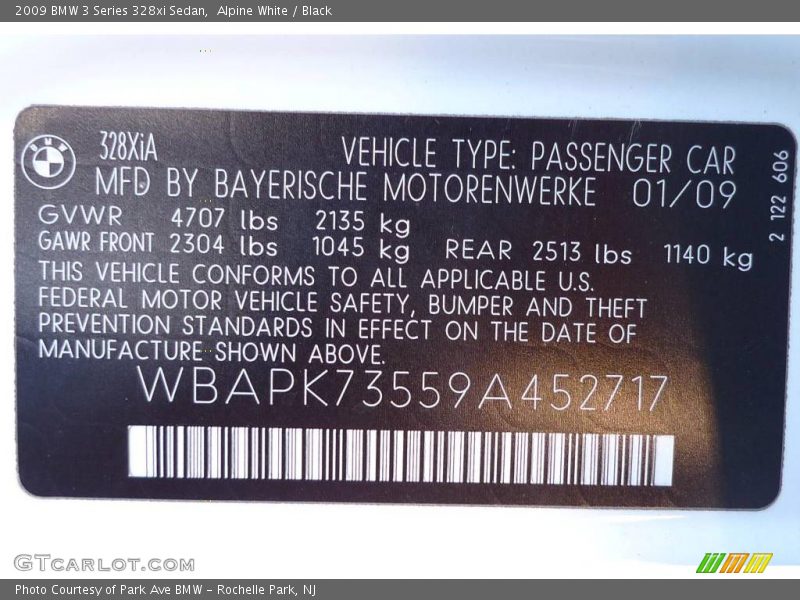 2009 BMW 3 Series 328xi Sedan,  Alpine White / Black
BMW
328XiA
VEHICLE TYPE: PASSENGER CAR
MFD BY BAYERISCHE MOTORENWERKE 01/09
GVWR 4707 lbs 2135 kg
GAWR FRONT 2304 lbs 1045 kg REAR 2513 lbs 1140 kg
THIS VEHICLE CONFORMS TO ALL APPLICABLE U.S.
FEDERAL MOTOR VEHICLE SAFETY, BUMPER AND THEFT
PREVENTION STANDARDS IN EFFECT ON THE DATE OF
MANUFACTURE SHOWN ABOVE.
WBAPK73559A452717
2 122 606
GTCARLOT.COM
Photo Courtesy of Park Ave BMW - Rochelle Park, NJ